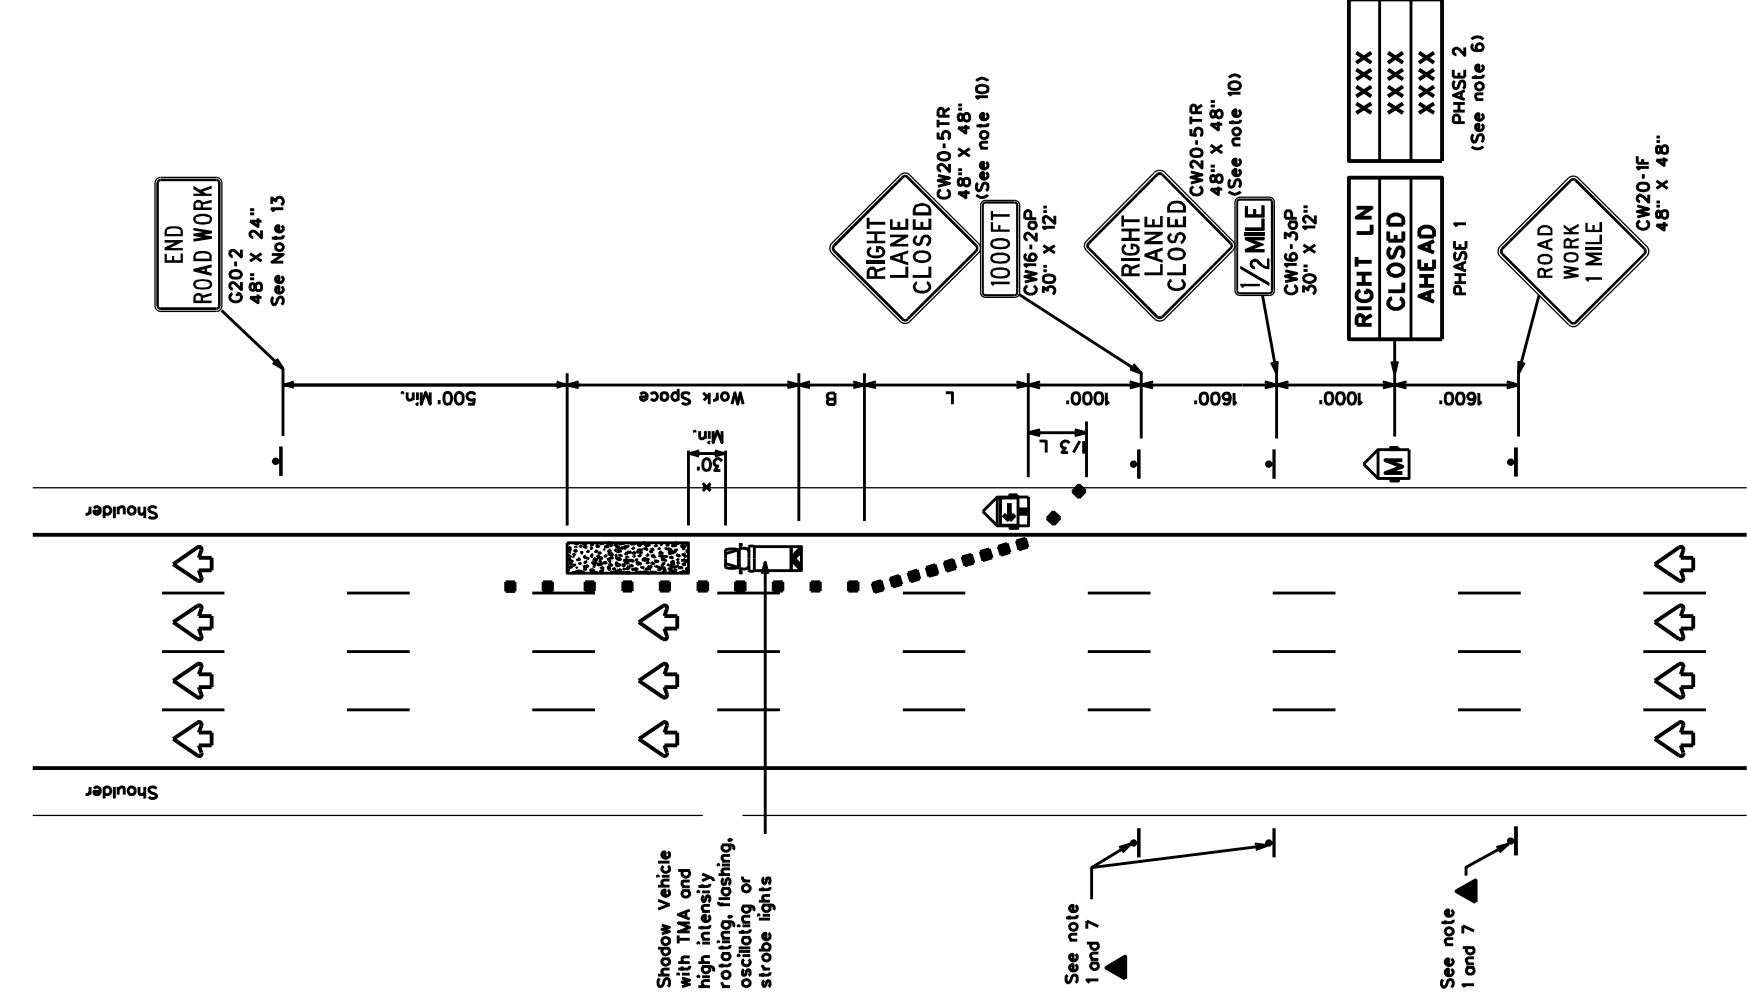 END
ROAD WORK
G20-2
48" X 24"
See Note 13
RIGHT
LANE
CLOSED
CW20-5TR
48" X 48"
(See note 10)
1000FT
CW16-2aP
30" X 12"
RIGHT
LANE
CLOSED
CW20-5TR
48" X 48"
(See note 10)
1/2 MILE
CW16-3aP
30" X 12"
RIGHT LN
CLOSED
AHEAD
PHASE 1
XXXX
XXXX
XXXX
PHASE 2
(See note 6)
ROAD
WORK
1 MILE
CW20-1F
48" X 48"
500' Min.
Work Space
B
L
1000'
1600'
1000'
1600'
30'
Min.
x
1/3 L
M
Shoulder
Shoulder
Shadow Vehicle
with TMA and
high intensity
rotating, flashing,
oscillating or
strobe lights
See note
1 and 7
See note
1 and 7